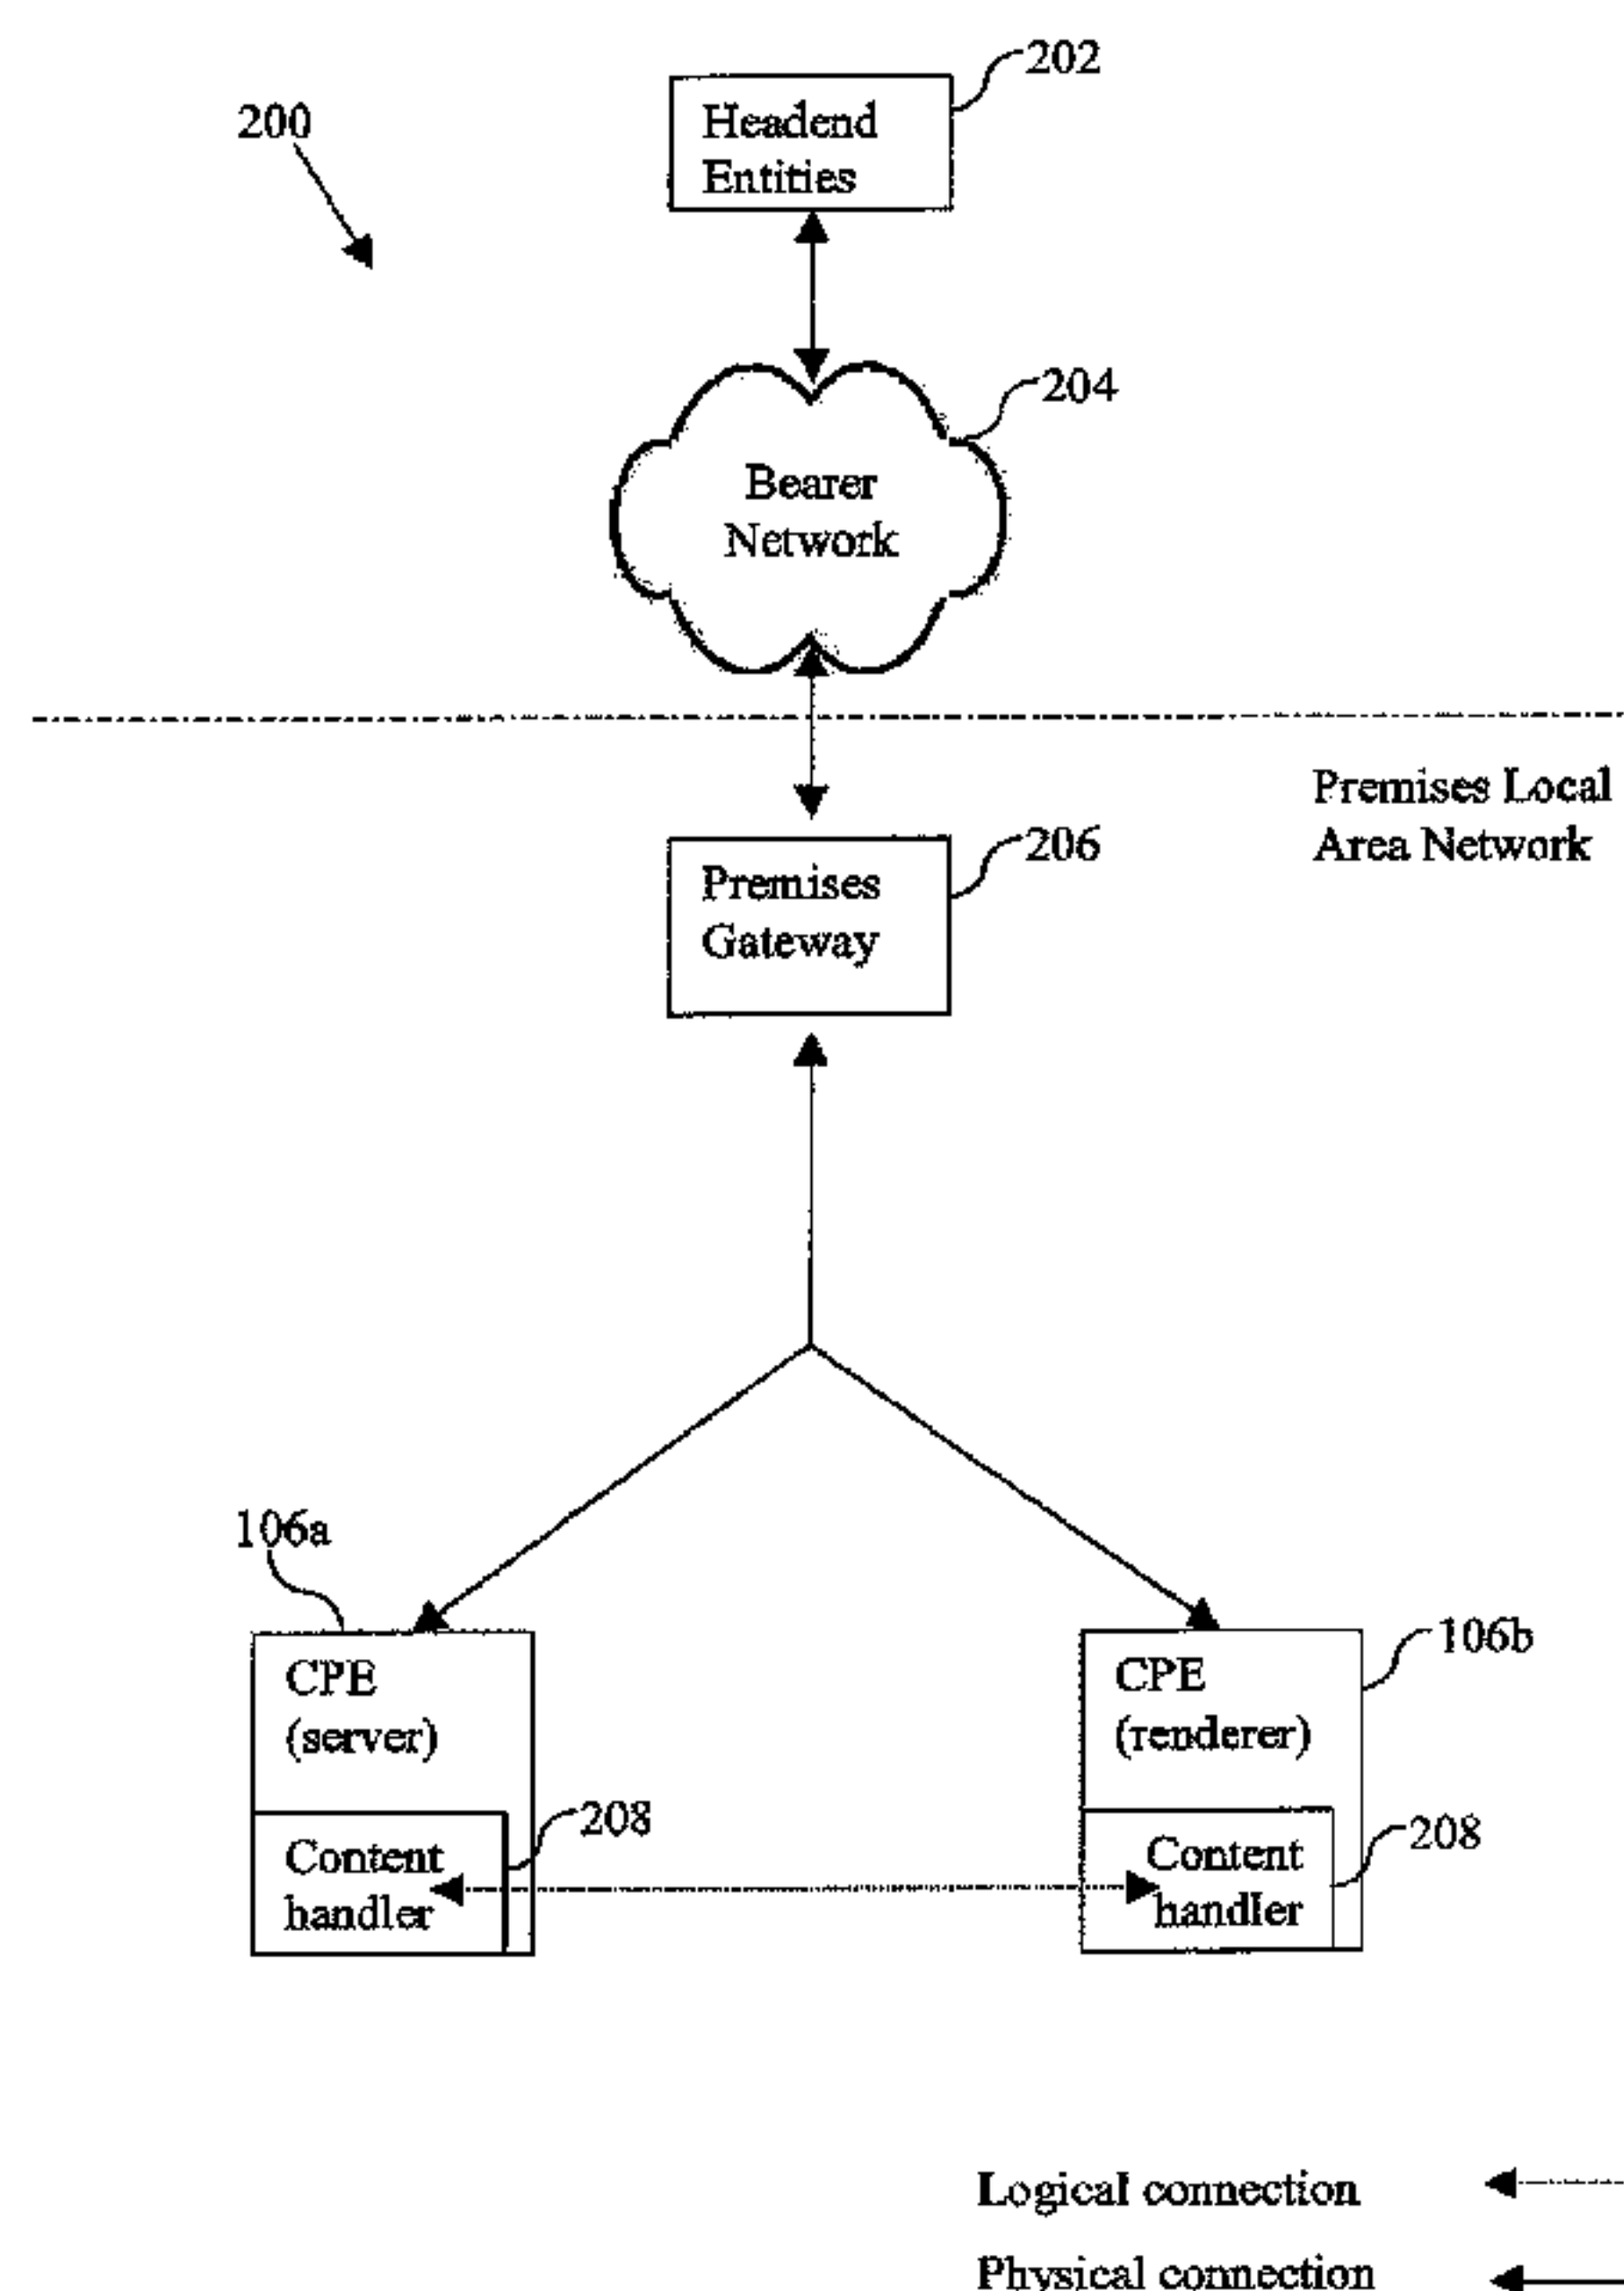 202
200
Headend
Entities
204
Bearer
Network
Premises Local
Area Network
206
Premises
Gateway
106a
106b
CPE
(server)
CPE
(renderer)
208
208
Content
handler
Content
handler
Logical connection
Physical connection